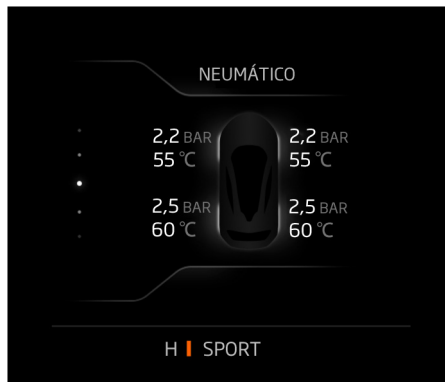 NEUMÁTICO
2,2 BAR 2,2 BAR
55 °C 55 °C
2,5 BAR 2,5 BAR
60 °C 60 °C
H SPORT